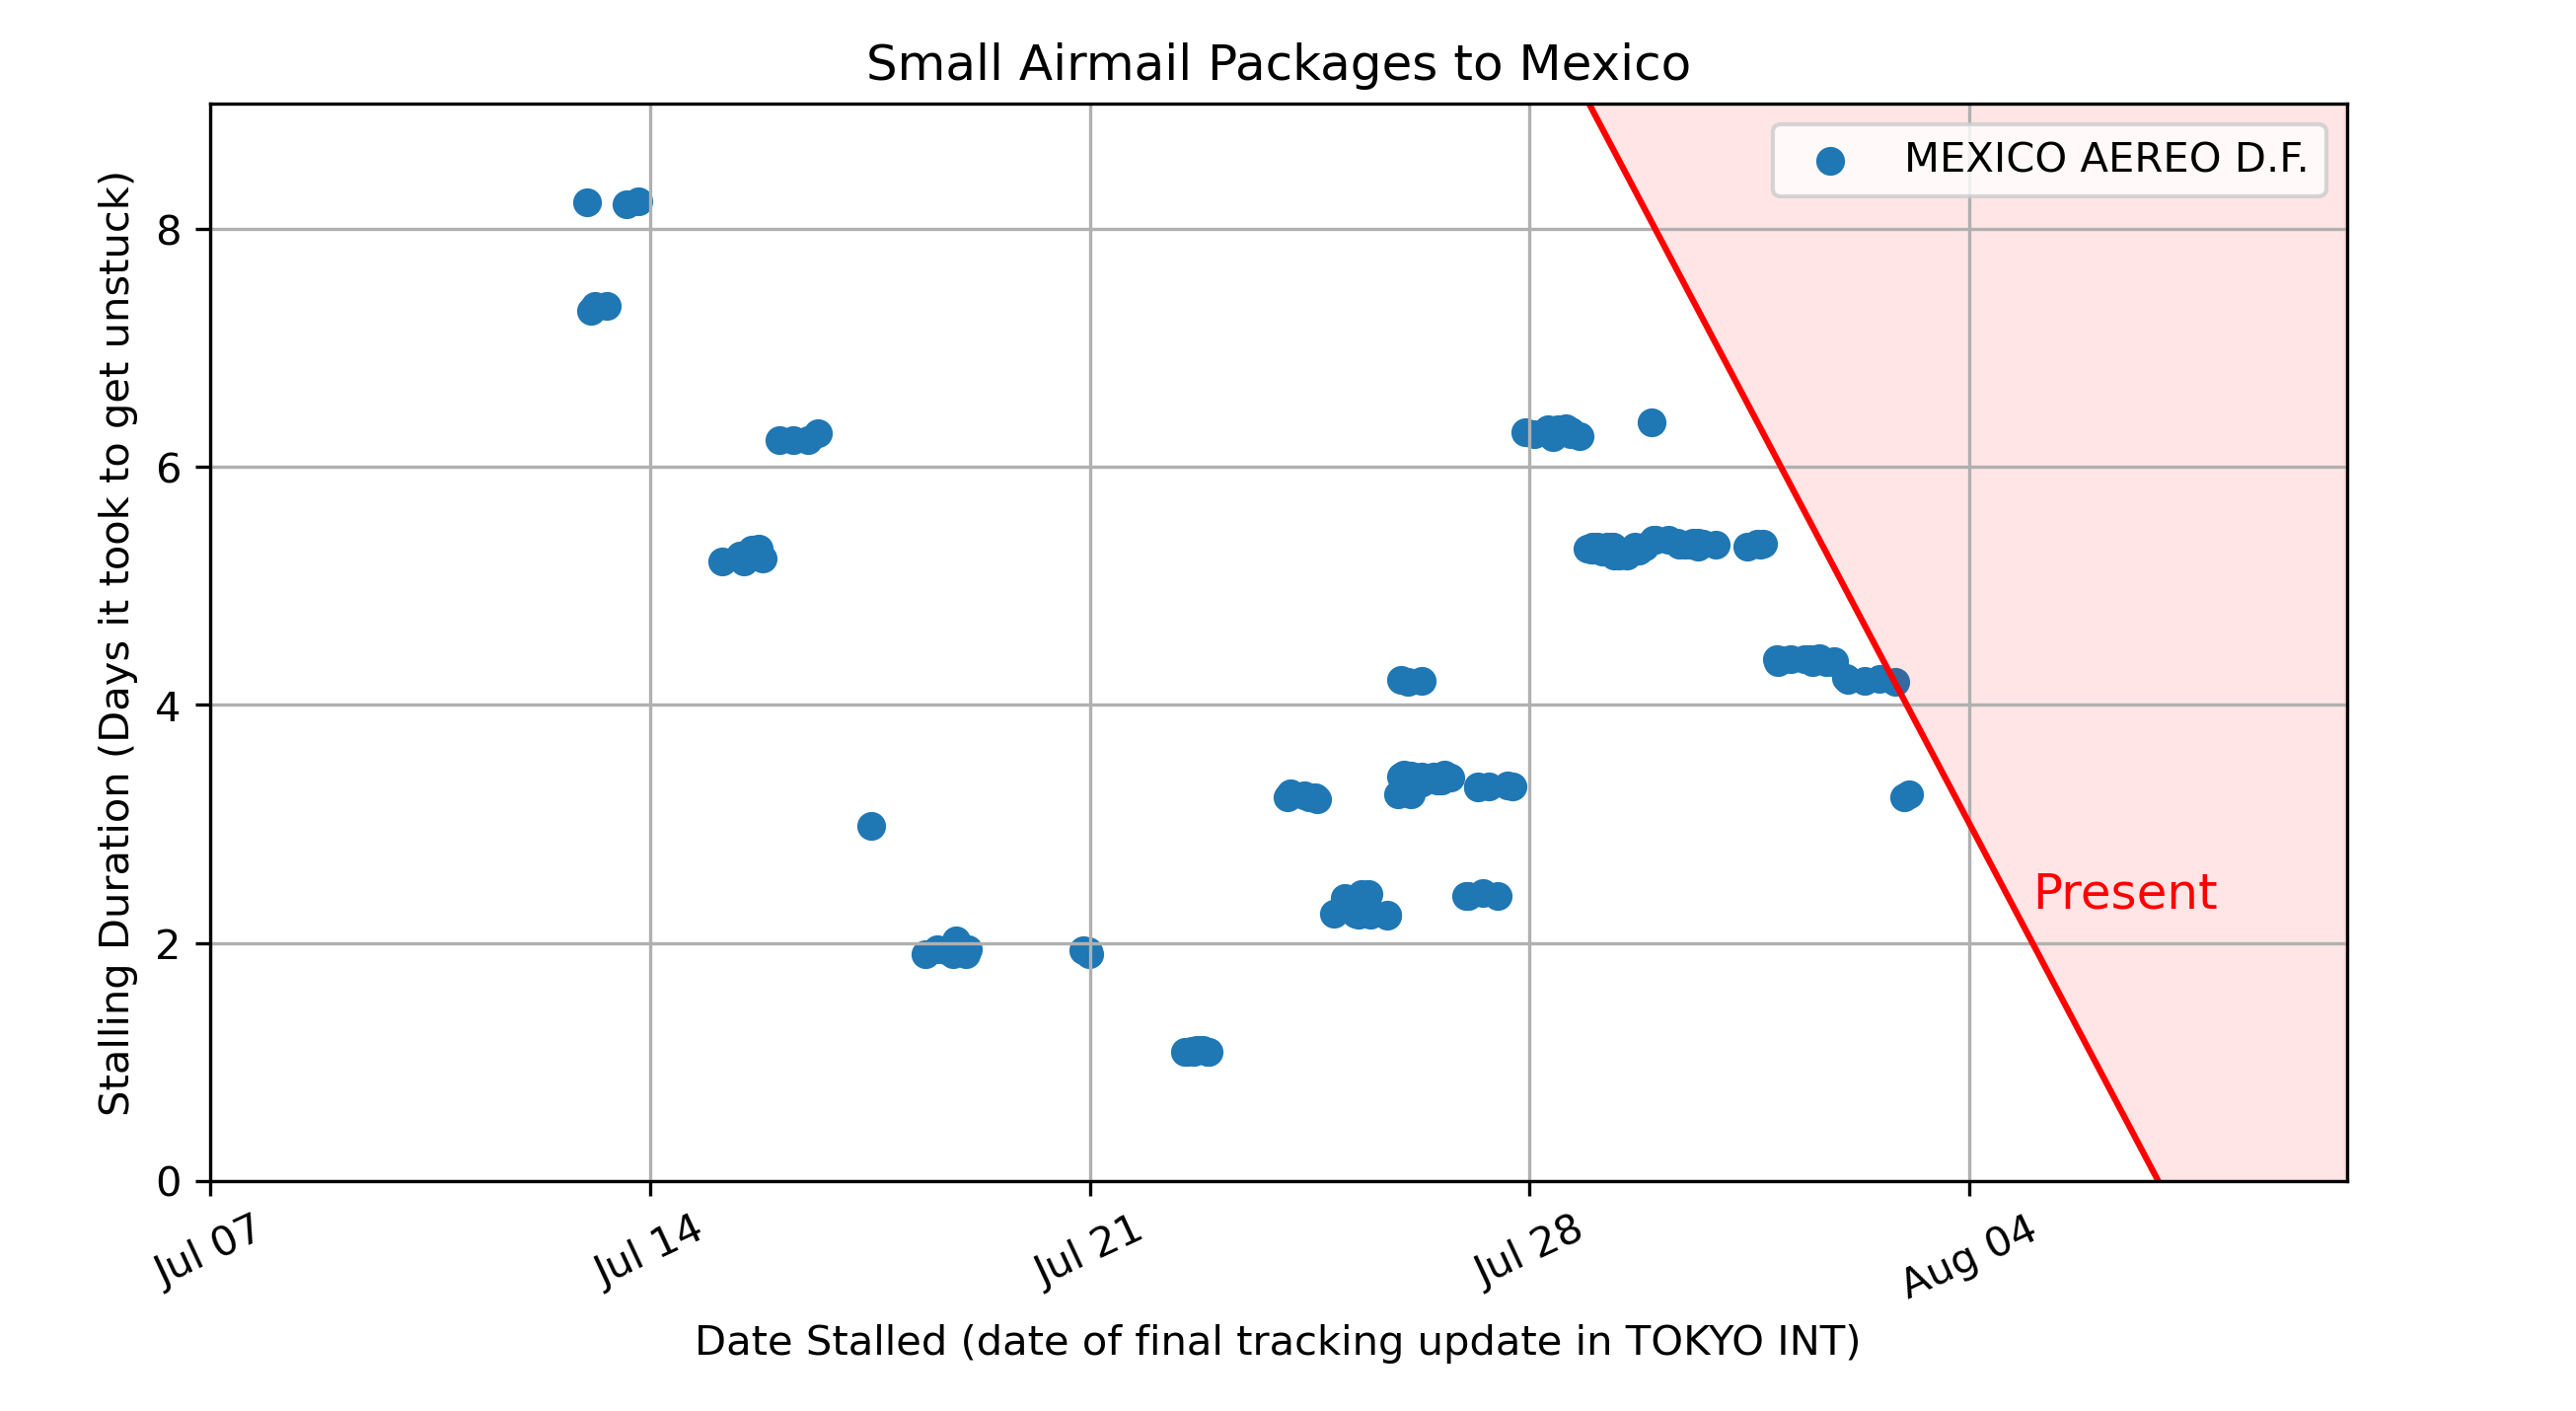 Small Airmail Packages to Mexico
MEXICO AEREO D.F.
Stalling Duration (Days it took to get unstuck)
8
6
4
2
0
Present
Jul 07
Jul 14
Jul 21
Jul 28
Aug 04
Date Stalled (date of final tracking update in TOKYO INT)